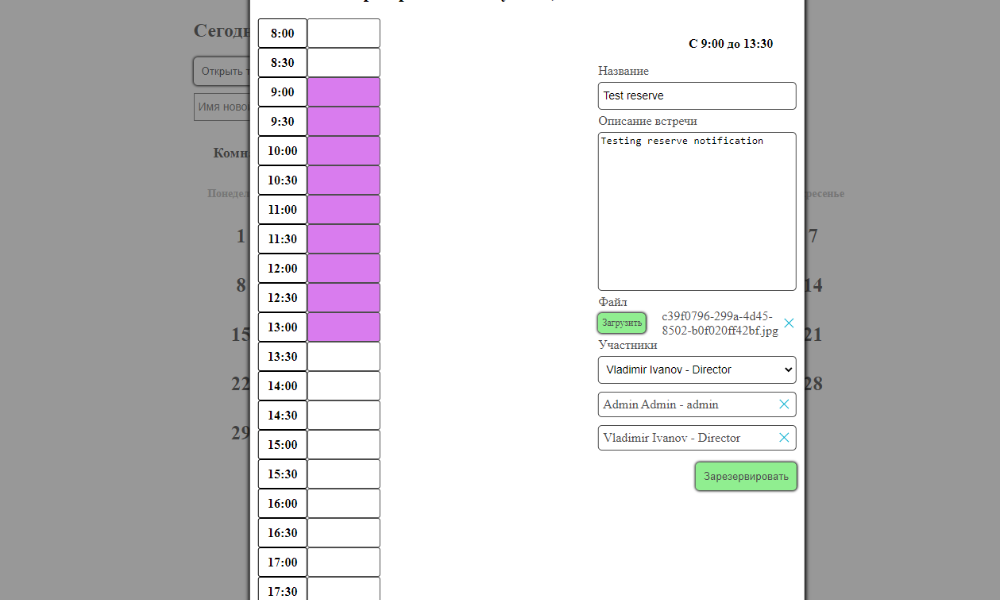 Сегодн
Открыть т
Имя ново
Комн
Понедел
1
8
15
22
29
8:00
8:30
9:00
9:30
10:00
10:30
11:00
11:30
12:00
12:30
13:00
13:30
14:00
14:30
15:00
15:30
16:00
16:30
17:00
17:30
С 9:00 до 13:30
Название
Test reserve
Описание встречи
Testing reserve notification
Файл
Загрузить
c39f0796-299a-4d45-
8502-b0f020ff42bf.jpg
Участники
Vladimir Ivanov - Director
Admin Admin - admin
Vladimir Ivanov - Director
Зарезервировать
ресенье
7
14
21
28